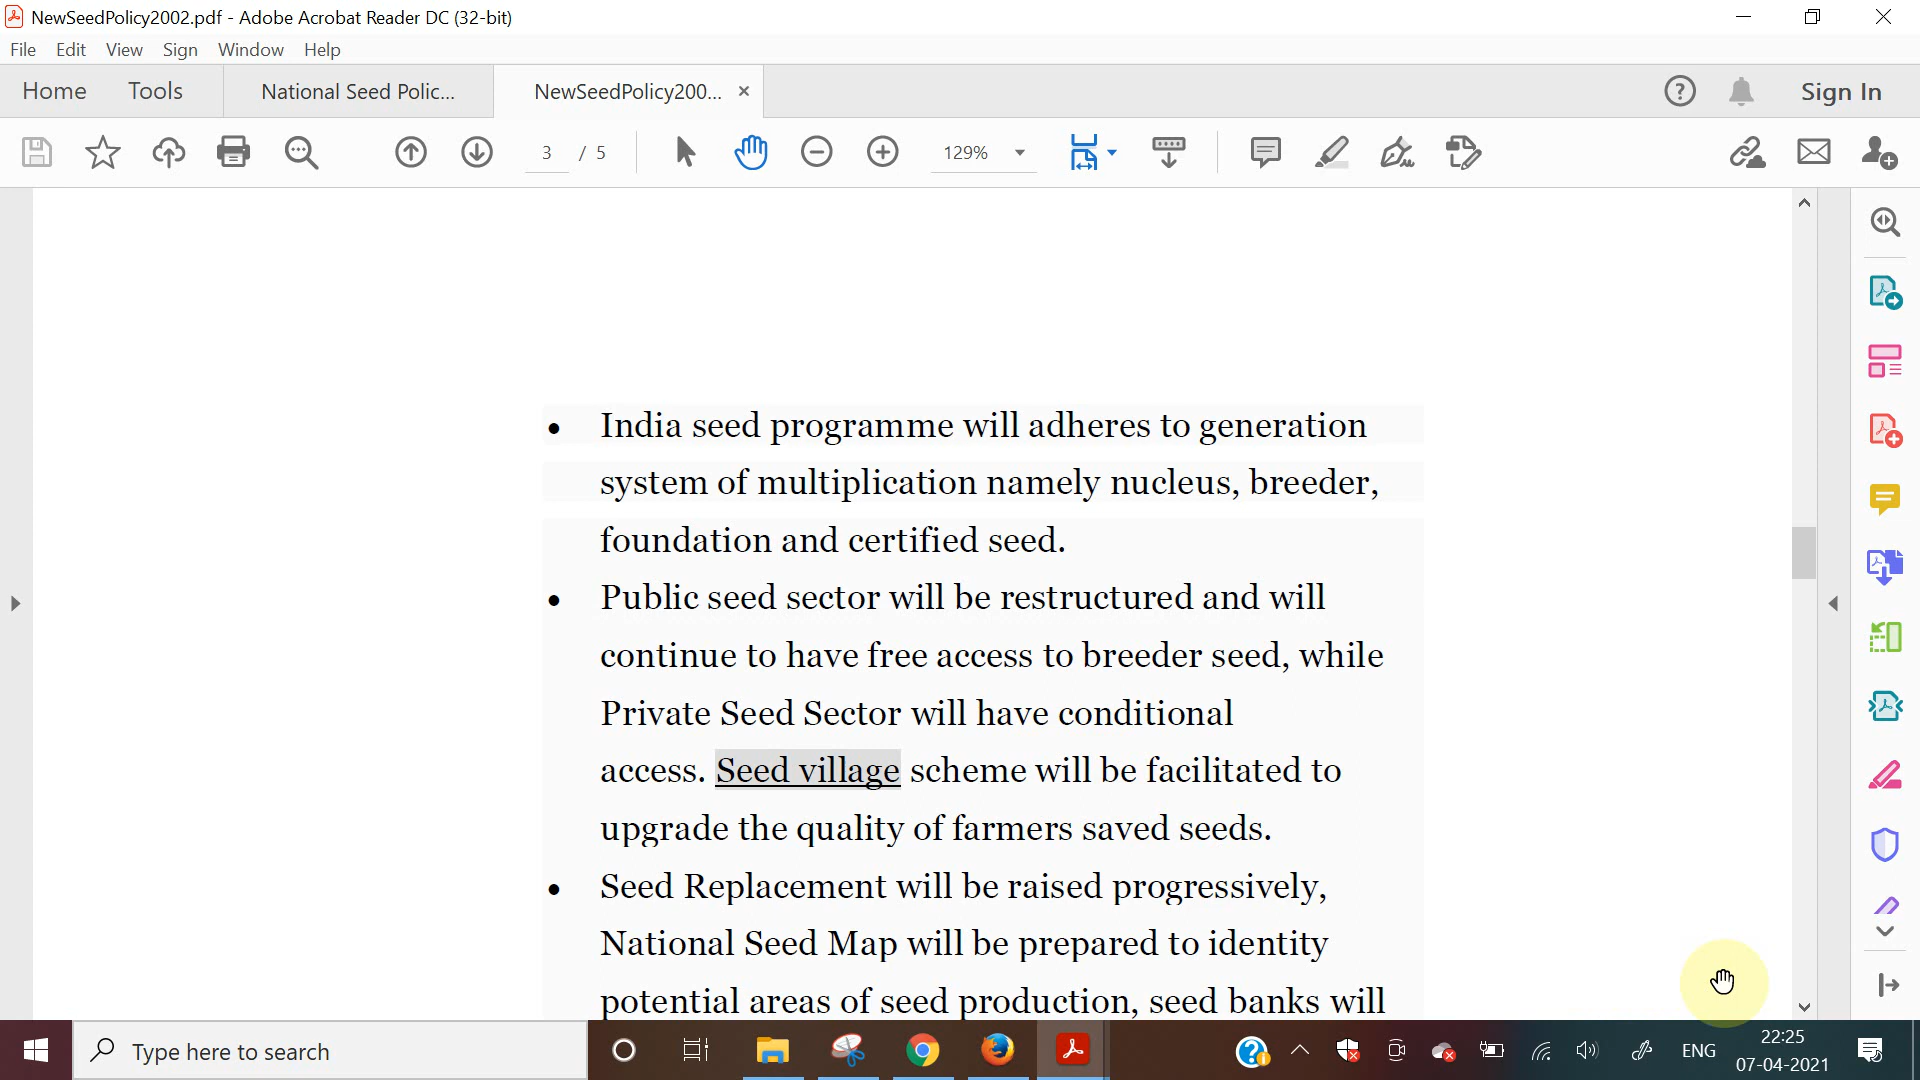 NewSeedPolicy2002.pdf - Adobe Acrobat Reader DC (32-bit)
File Edit View Sign Window Help
Home Tools National Seed Polic... NewSeedPolicy200... × Sign In
3 / 5 129%
• India seed programme will adheres to generation
system of multiplication namely nucleus, breeder,
foundation and certified seed.
• Public seed sector will be restructured and will
continue to have free access to breeder seed, while
Private Seed Sector will have conditional
access. Seed village scheme will be facilitated to
upgrade the quality of farmers saved seeds.
• Seed Replacement will be raised progressively,
National Seed Map will be prepared to identity
potential areas of seed production, seed banks will
Type here to search
ENG
22:25
07-04-2021